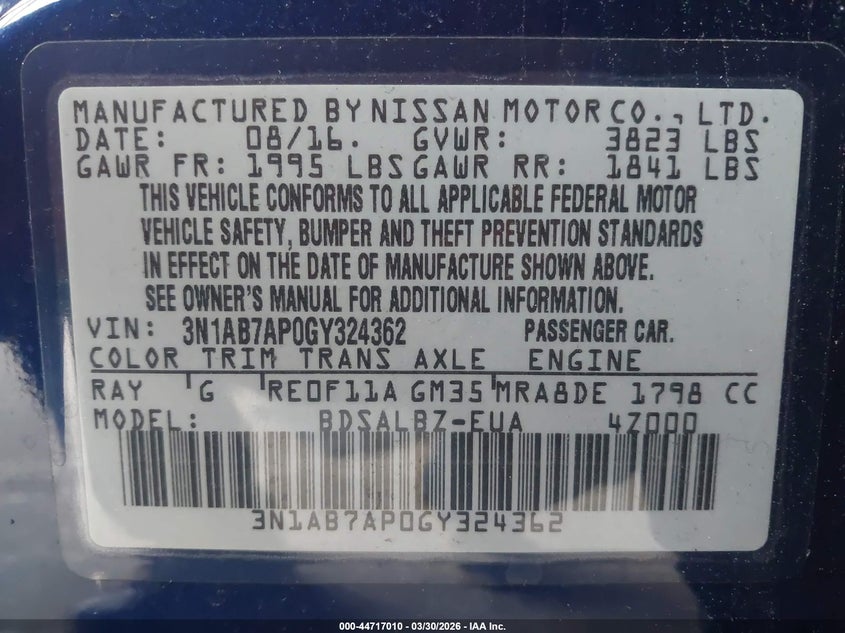 MANUFACTURED BY NISSAN MOTOR CO., LTD.
DATE: 08/16. GVWR: 3823 LBS
GAWR FR: 1995 LBS GAWR RR: 1841 LBS
THIS VEHICLE CONFORMS TO ALL APPLICABLE FEDERAL MOTOR
VEHICLE SAFETY, BUMPER AND THEFT PREVENTION STANDARDS
IN EFFECT ON THE DATE OF MANUFACTURE SHOWN ABOVE.
SEE OWNER'S MANUAL FOR ADDITIONAL INFORMATION.
VIN: 3N1AB7AP0GY324362 PASSENGER CAR.
COLOR TRIM TRANS AXLE ENGINE
RAY G RE0F11A GM35 MRA8DE 1798 CC
MODEL: BDSALBZ-EUA 4Z000
3N1AB7AP0GY324362
000-44717010 | 03/30/2026 - IAA Inc.